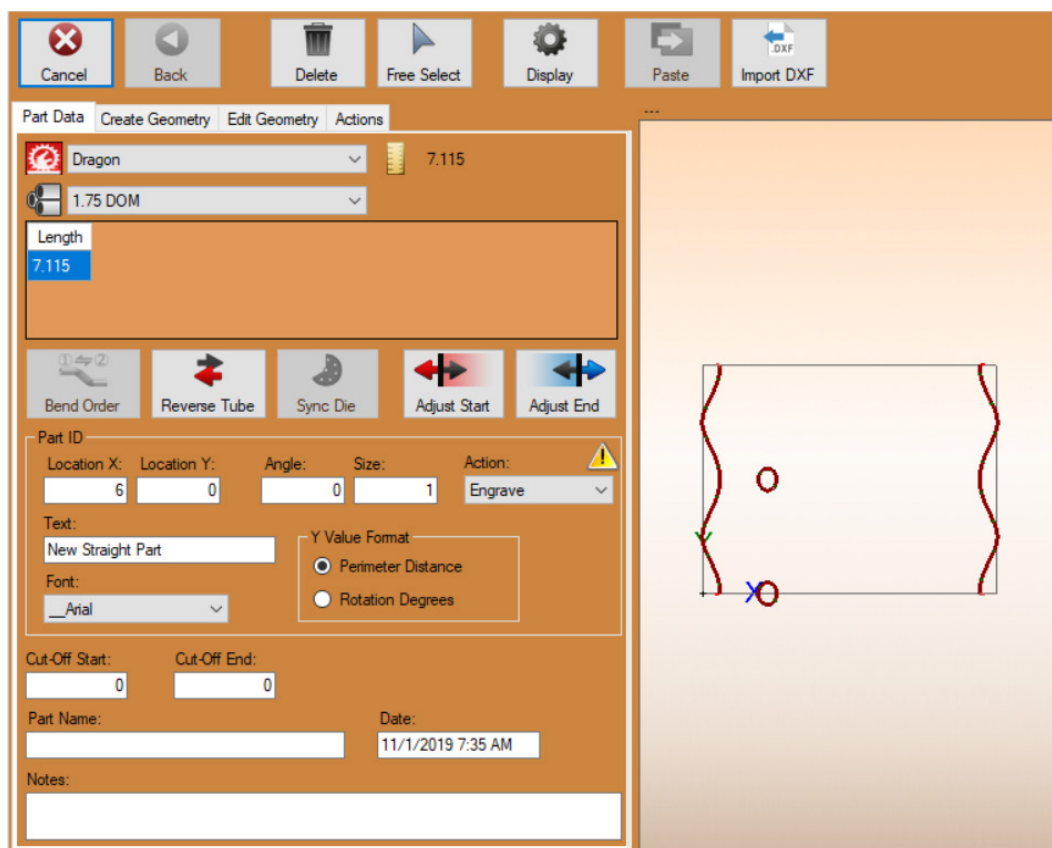 Cancel
Back
Delete
Free Select
Display
Paste
.DXF
Import DXF
Part Data
Create Geometry
Edit Geometry
Actions
---
Dragon
7.115
1.75 DOM
Length
7.115
① ②
Bend Order
Reverse Tube
Sync Die
Adjust Start
Adjust End
Part ID
Location X:
Location Y:
Angle:
Size:
Action:
6
0
0
1
Engrave
Text:
New Straight Part
Y Value Format
Perimeter Distance
Rotation Degrees
Font:
__Arial
Cut-Off Start:
Cut-Off End:
0
0
Part Name:
Date:
11/1/2019 7:35 AM
Notes:
Y
X